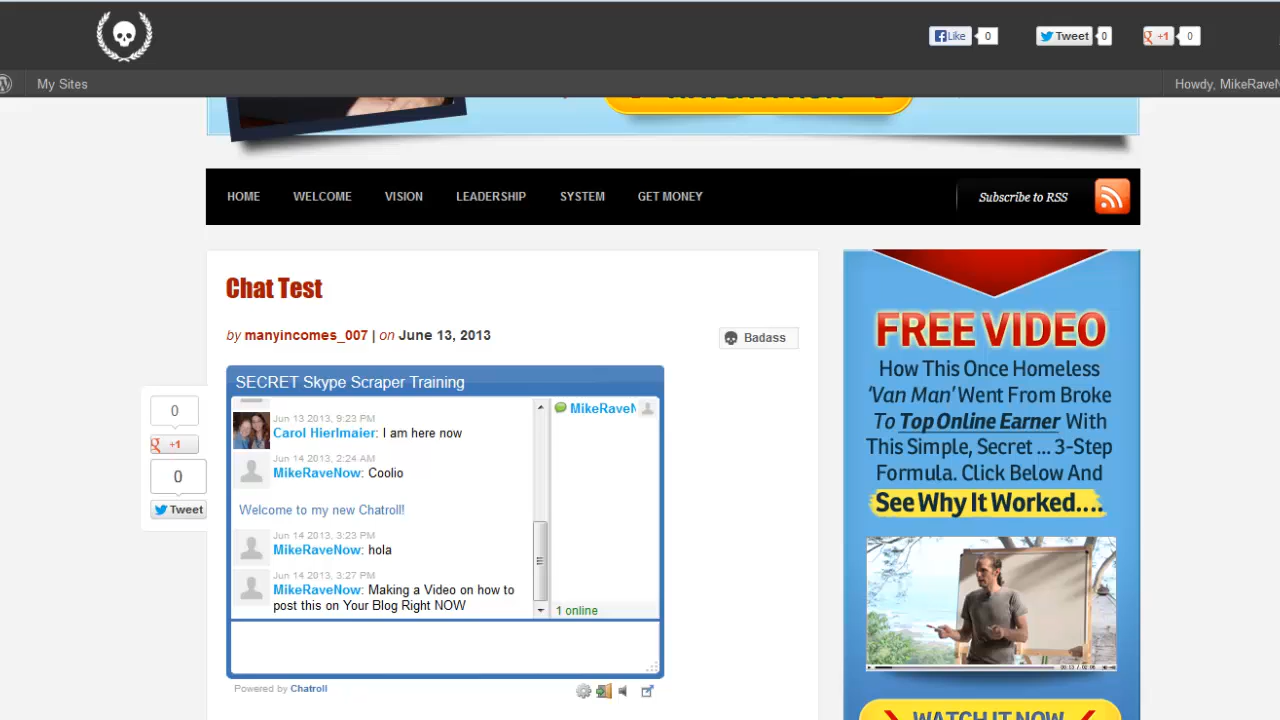 Like 0
Tweet 0
+1 0
My Sites
Howdy, MikeRaveN
HOME WELCOME VISION LEADERSHIP SYSTEM GET MONEY
Subscribe to RSS
Chat Test
by manyincomes_007 | on June 13, 2013
Badass
0
+1
0
Tweet
SECRET Skype Scraper Training
Jun 13 2013, 9:23 PM
Carol Hierlmaier: I am here now
Jun 14 2013, 2:24 AM
MikeRaveNow: Coolio
Welcome to my new Chatroll!
Jun 14 2013, 3:23 PM
MikeRaveNow: hola
Jun 14 2013, 3:27 PM
MikeRaveNow: Making a Video on how to
post this on Your Blog Right NOW
MikeRaveN
1 online
Powered by Chatroll
FREE VIDEO
How This Once Homeless
'Van Man' Went From Broke
To Top Online Earner With
This Simple, Secret ... 3-Step
Formula. Click Below And
See Why It Worked....
WATCH IT NOW